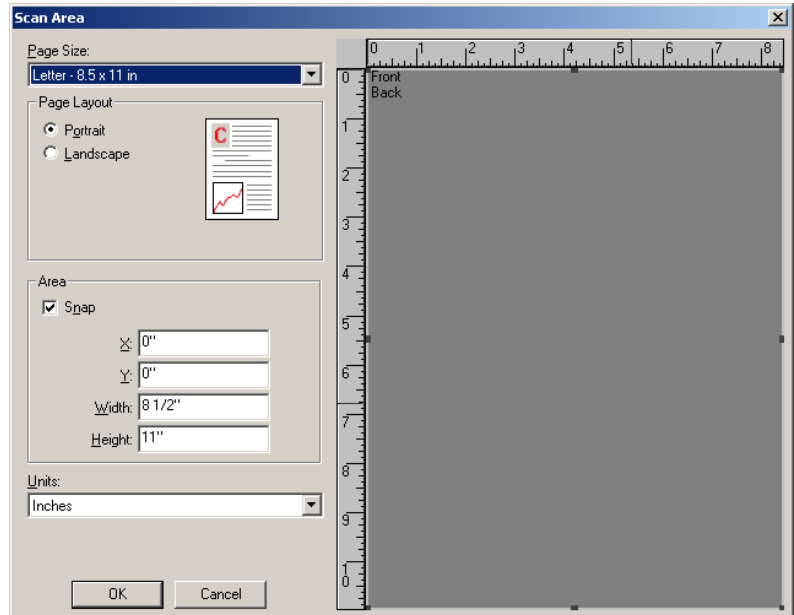 Scan Area
Page Size:
Letter - 8.5 x 11 in
Page Layout
Portrait
Landscape
C
Area
Snap
X: 0"
Y: 0"
Width: 8 1/2"
Height: 11"
Units:
Inches
OK Cancel
0 1 2 3 4 5 6 7 8
Front
Back
0
1
2
3
4
5
6
7
8
9
10